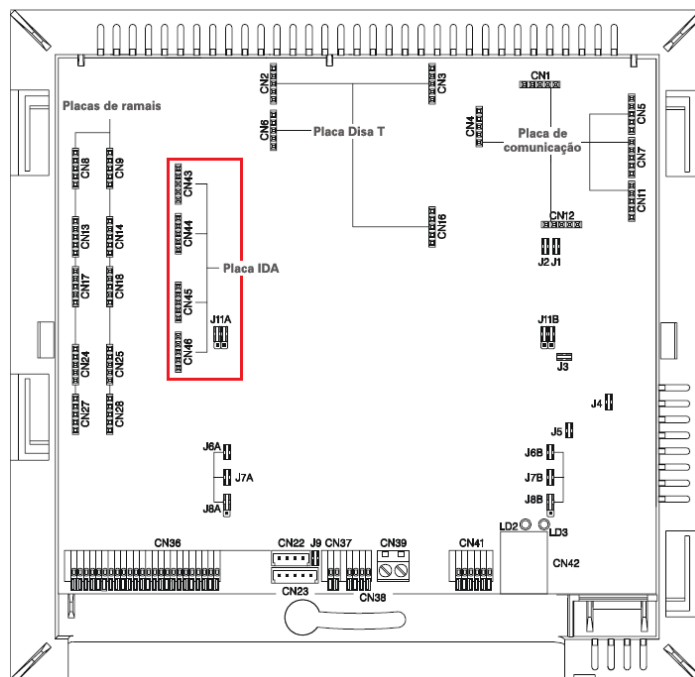 CN2
CN3
CN1
Placas de ramais
CN6
Placa Disa T
CN4
Placa de
comunicação
CN5
CN7
CN11
CN8
CN9
CN43
CN44
Placa IDA
CN45
CN46
J11A
CN13
CN14
CN17
CN18
CN24
CN25
CN27
CN28
CN16
CN12
J2
J1
J11B
J3
J4
J5
J6A
J7A
J8A
J6B
J7B
J8B
LD2
LD3
CN36
CN22
J9
CN37
CN39
CN41
CN42
CN23
CN38